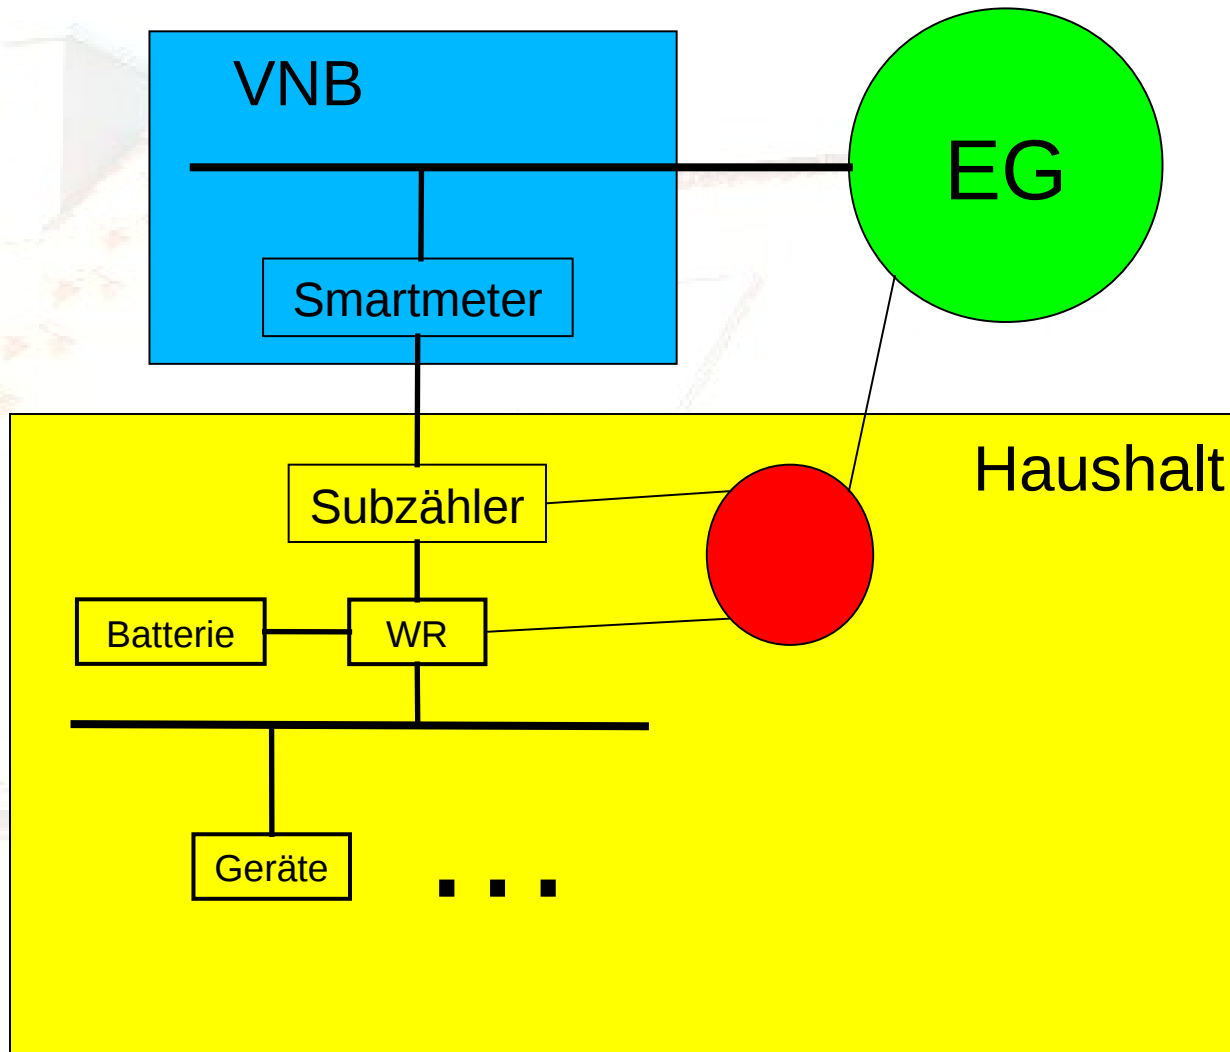 VNB
EG
Smartmeter
Haushalt
Subzähler
Batterie
WR
Geräte
...